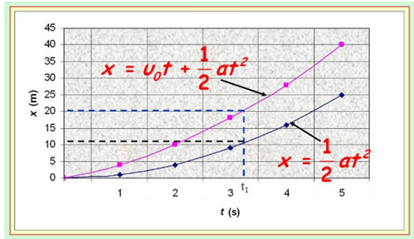 45
40
35
30
25
20
15
10
5
0
x (m)
x = υ₀t + 1/2 at²
x = 1/2 at²
1 2 3 t₁ 4 5
t (s)